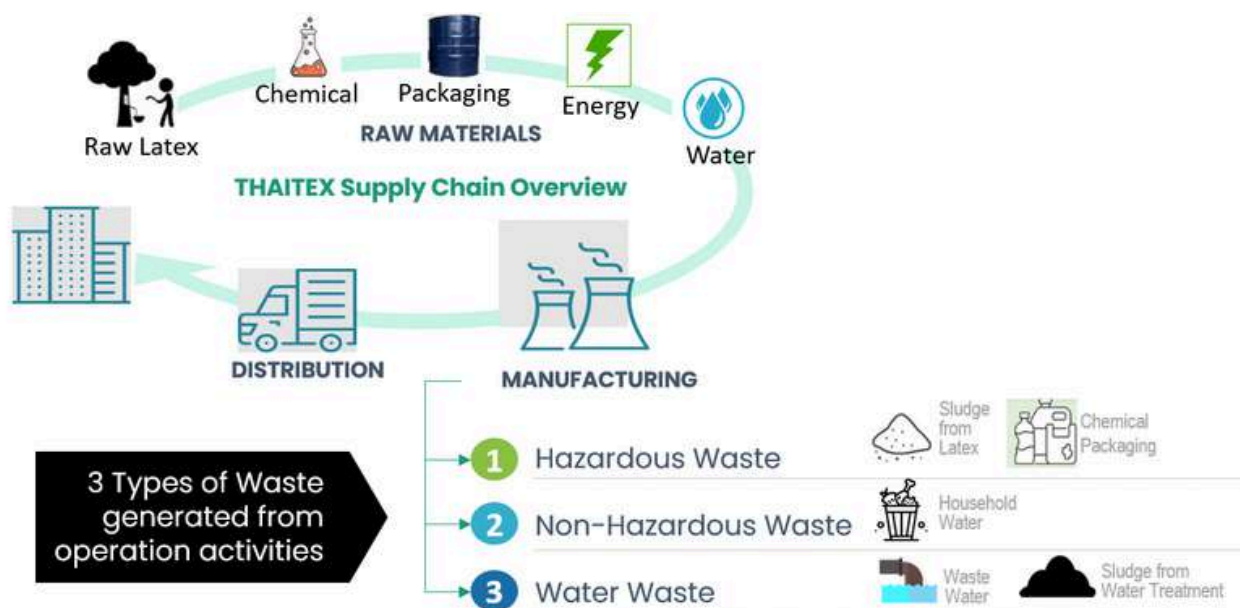 Raw Latex
Chemical
Packaging
Energy
Water
RAW MATERIALS
THAITEX Supply Chain Overview
DISTRIBUTION
MANUFACTURING
3 Types of Waste
generated from
operation activities
1 Hazardous Waste
Sludge
from
Latex
Chemical
Packaging
2 Non-Hazardous Waste
Household
Water
3 Water Waste
Waste
Water
Sludge from
Water Treatment